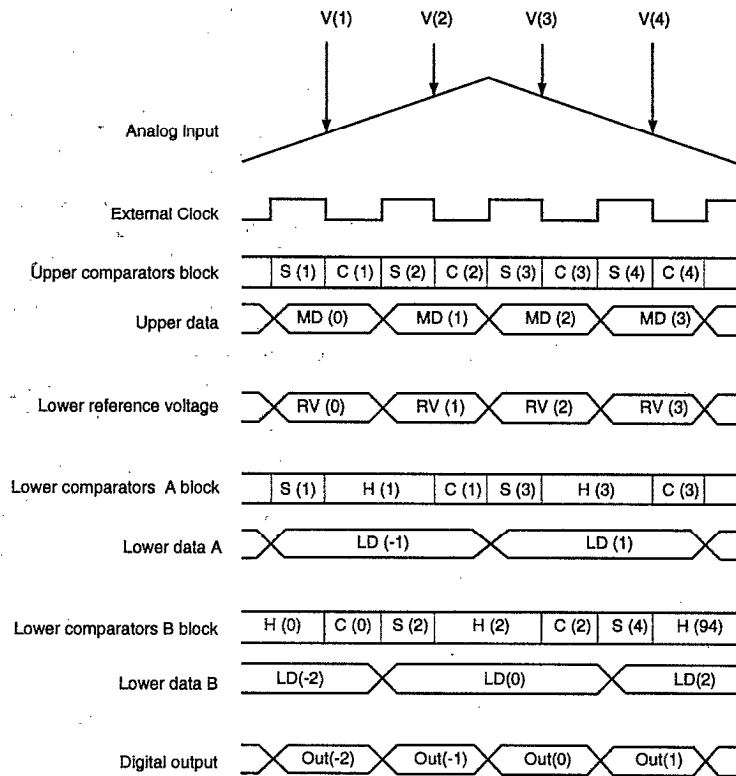 V(1) V(2) V(3) V(4)
Analog Input
External Clock
Upper comparators block S (1) C (1) S (2) C (2) S (3) C (3) S (4) C (4)
Upper data MD (0) MD (1) MD (2) MD (3)
Lower reference voltage RV (0) RV (1) RV (2) RV (3)
Lower comparators A block S (1) H (1) C (1) S (3) H (3) C (3)
Lower data A LD (-1) LD (1)
Lower comparators B block H (0) C (0) S (2) H (2) C (2) S (4) H (94)
Lower data B LD(-2) LD(0) LD(2)
Digital output Out(-2) Out(-1) Out(0) Out(1)